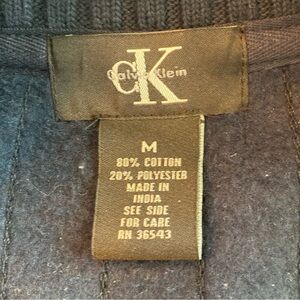 cK
Calvin Klein
M
80% COTTON
20% POLYESTER
MADE IN
INDIA
SEE SIDE
FOR CARE
RN 36543